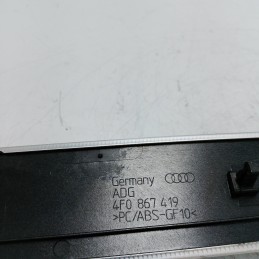 Germany
ADG
4F0 867 419
>PC/ABS-GF10<